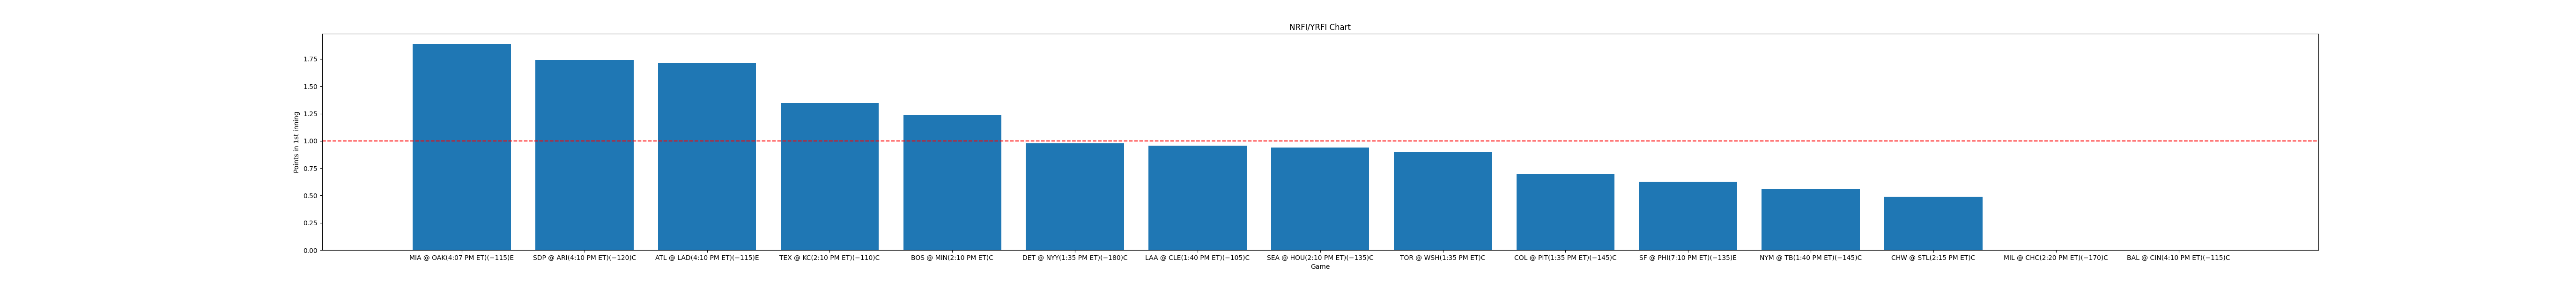 NRFI/YRFI Chart
Points in 1st inning
1.75
1.50
1.25
1.00
0.75
0.50
0.25
0.00
MIA @ OAK(4:07 PM ET)(−115)E
SDP @ ARI(4:10 PM ET)(−120)C
ATL @ LAD(4:10 PM ET)(−115)E
TEX @ KC(2:10 PM ET)(−110)C
BOS @ MIN(2:10 PM ET)C
DET @ NYY(1:35 PM ET)(−180)C
LAA @ CLE(1:40 PM ET)(−105)C
SEA @ HOU(2:10 PM ET)(−135)C
TOR @ WSH(1:35 PM ET)C
COL @ PIT(1:35 PM ET)(−145)C
SF @ PHI(7:10 PM ET)(−135)E
NYM @ TB(1:40 PM ET)(−145)C
CHW @ STL(2:15 PM ET)C
MIL @ CHC(2:20 PM ET)(−170)C
BAL @ CIN(4:10 PM ET)(−115)C
Game